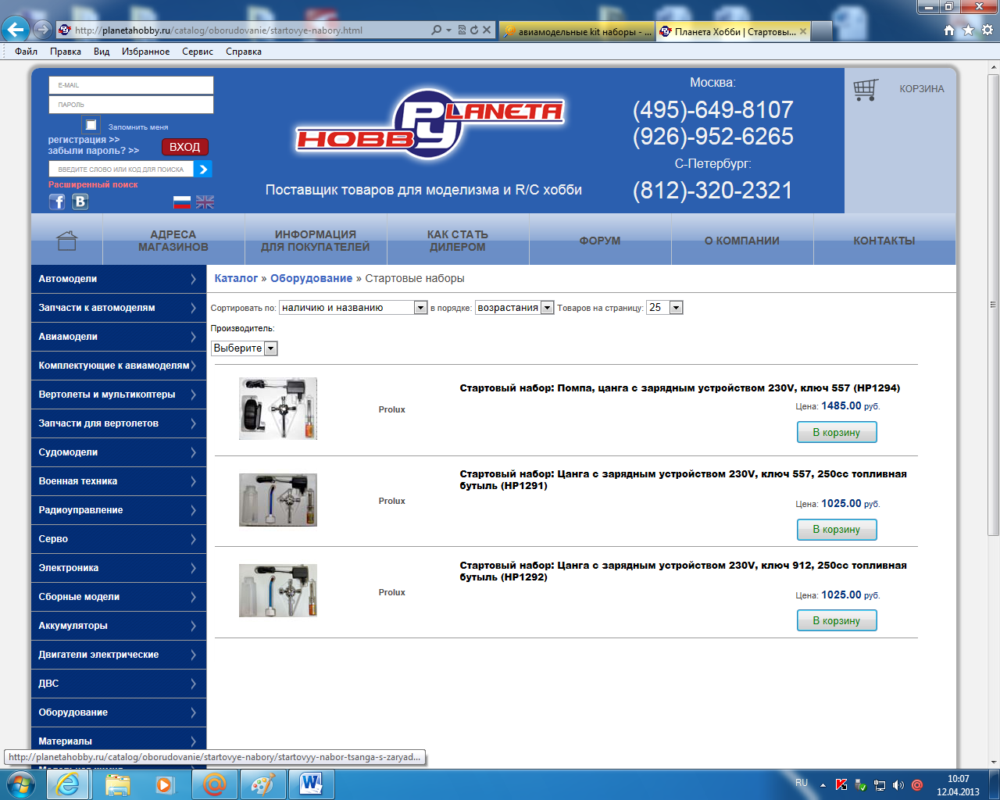 http://planetahobby.ru/catalog/oborudovanie/startovye-nabory.html
авиамодельные kit наборы - ...
Планета Хобби | Стартовы...
Файл Правка Вид Избранное Сервис Справка
E-MAIL
ПАРОЛЬ
Запомнить меня
регистрация >>
забыли пароль? >>
ВХОД
ВВЕДИТЕ СЛОВО ИЛИ КОД ДЛЯ ПОИСКА
Расширенный поиск
PLANETA
HOBBY
Поставщик товаров для моделизма и R/C хобби
Москва:
(495)-649-8107
(926)-952-6265
С-Петербург:
(812)-320-2321
КОРЗИНА
АДРЕСА
МАГАЗИНОВ
ИНФОРМАЦИЯ
ДЛЯ ПОКУПАТЕЛЕЙ
КАК СТАТЬ
ДИЛЕРОМ
ФОРУМ
О КОМПАНИИ
КОНТАКТЫ
Автомодели
Запчасти к автомоделям
Авиамодели
Комплектующие к авиамоделям
Вертолеты и мультикоптеры
Запчасти для вертолетов
Судомодели
Военная техника
Радиоуправление
Серво
Электроника
Сборные модели
Аккумуляторы
Двигатели электрические
ДВС
Оборудование
Материалы
Каталог » Оборудование » Стартовые наборы
Сортировать по: наличию и названию в порядке: возрастания Товаров на страницу: 25
Производитель:
Выберите
Prolux
Стартовый набор: Помпа, цанга с зарядным устройством 230V, ключ 557 (HP1294)
Цена: 1485.00 руб.
В корзину
Prolux
Стартовый набор: Цанга с зарядным устройством 230V, ключ 557, 250сс топливная
бутыль (HP1291)
Цена: 1025.00 руб.
В корзину
Prolux
Стартовый набор: Цанга с зарядным устройством 230V, ключ 912, 250сс топливная
бутыль (HP1292)
Цена: 1025.00 руб.
В корзину
http://planetahobby.ru/catalog/oborudovanie/startovye-nabory/startovyy-nabor-tsanga-s-zaryad...
RU
10:07
12.04.2013